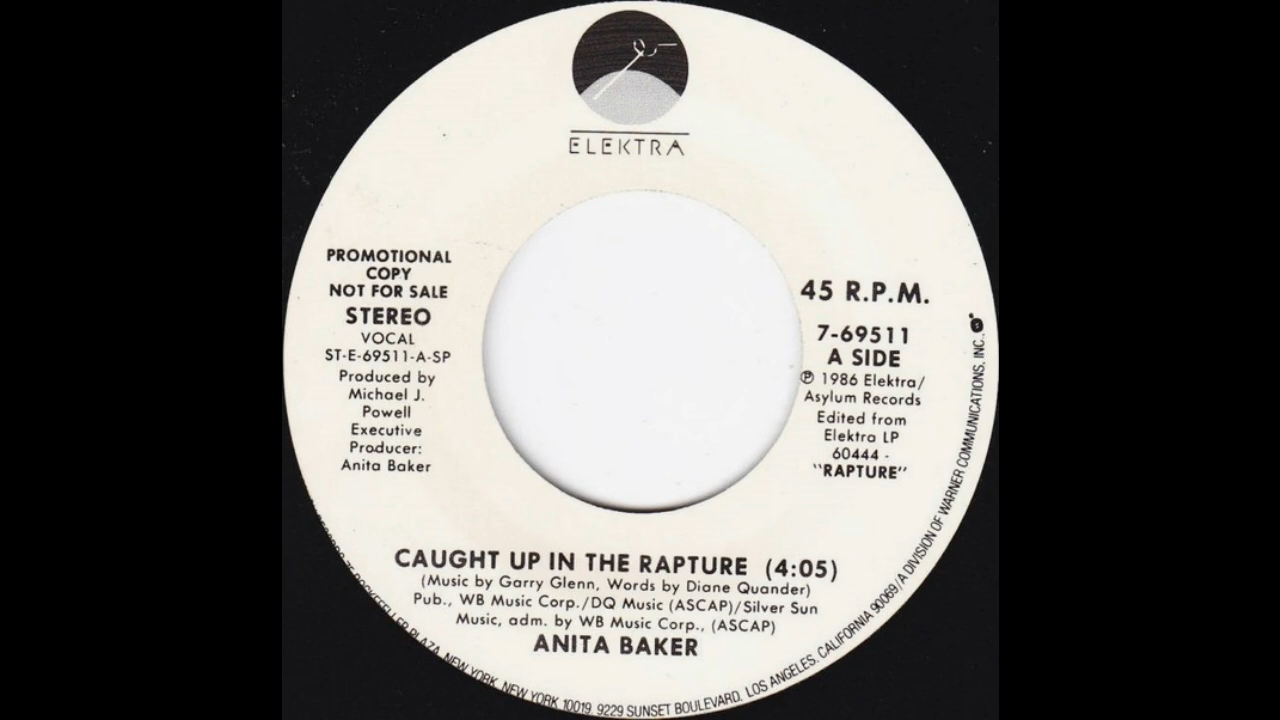 ELEKTRA
PROMOTIONAL
COPY
NOT FOR SALE
STEREO
VOCAL
ST-E-69511-A-SP
Produced by
Michael J.
Powell
Executive
Producer:
Anita Baker
45 R.P.M.
7-69511
A SIDE
℗ 1986 Elektra/
Asylum Records
Edited from
Elektra LP
60444 -
"RAPTURE"
CAUGHT UP IN THE RAPTURE (4:05)
(Music by Garry Glenn, Words by Diane Quander)
Pub., WB Music Corp./DQ Music (ASCAP)/Silver Sun
Music, adm. by WB Music Corp., (ASCAP)
ANITA BAKER
PLAZA, NEW YORK, NEW YORK 10019 9229 SUNSET BOULEVARD, LOS ANGELES, CALIFORNIA 90069/A DIVISION OF WARNER COMMUNICATIONS, INC.